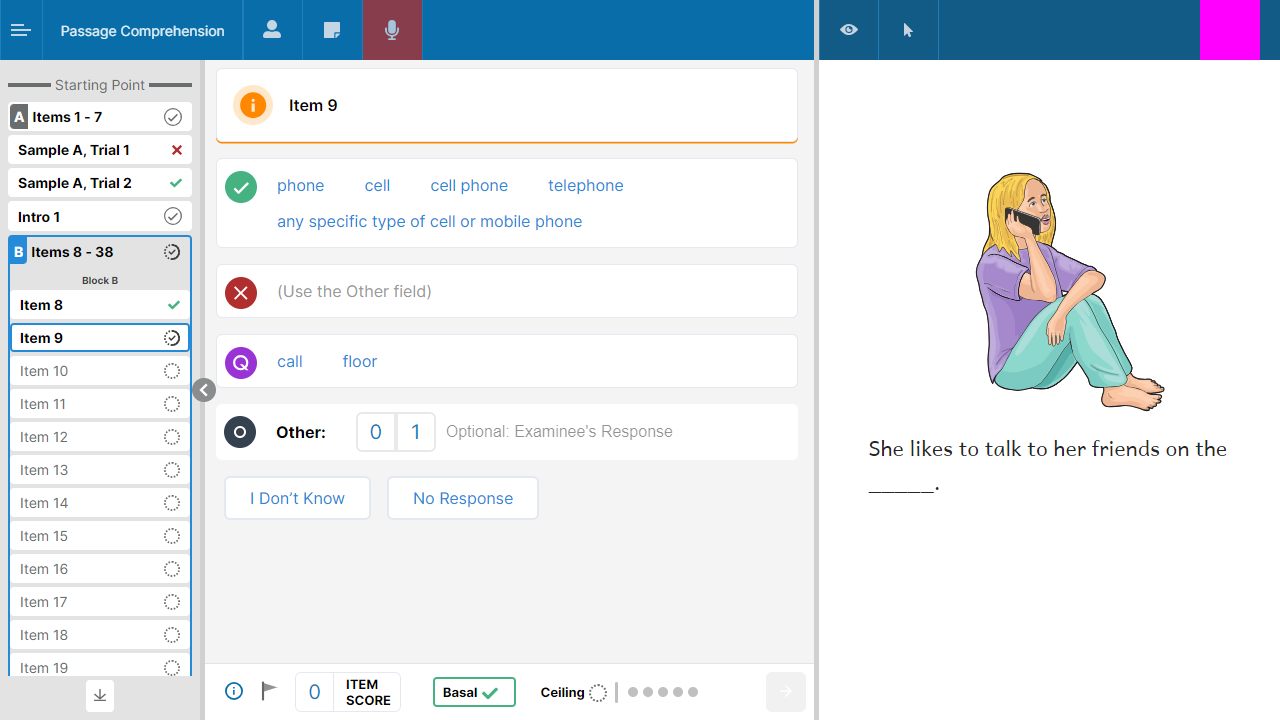 Passage Comprehension
Starting Point
A Items 1 - 7
Sample A, Trial 1
Sample A, Trial 2
Intro 1
B Items 8 - 38
Block B
Item 8
Item 9
Item 10
Item 11
Item 12
Item 13
Item 14
Item 15
Item 16
Item 17
Item 18
Item 19
Item 9
phone cell cell phone telephone
any specific type of cell or mobile phone
(Use the Other field)
Q call floor
Other: 0 1 Optional: Examinee's Response
I Don't Know No Response
0 ITEM
SCORE
Basal Ceiling
She likes to talk to her friends on the
_____.